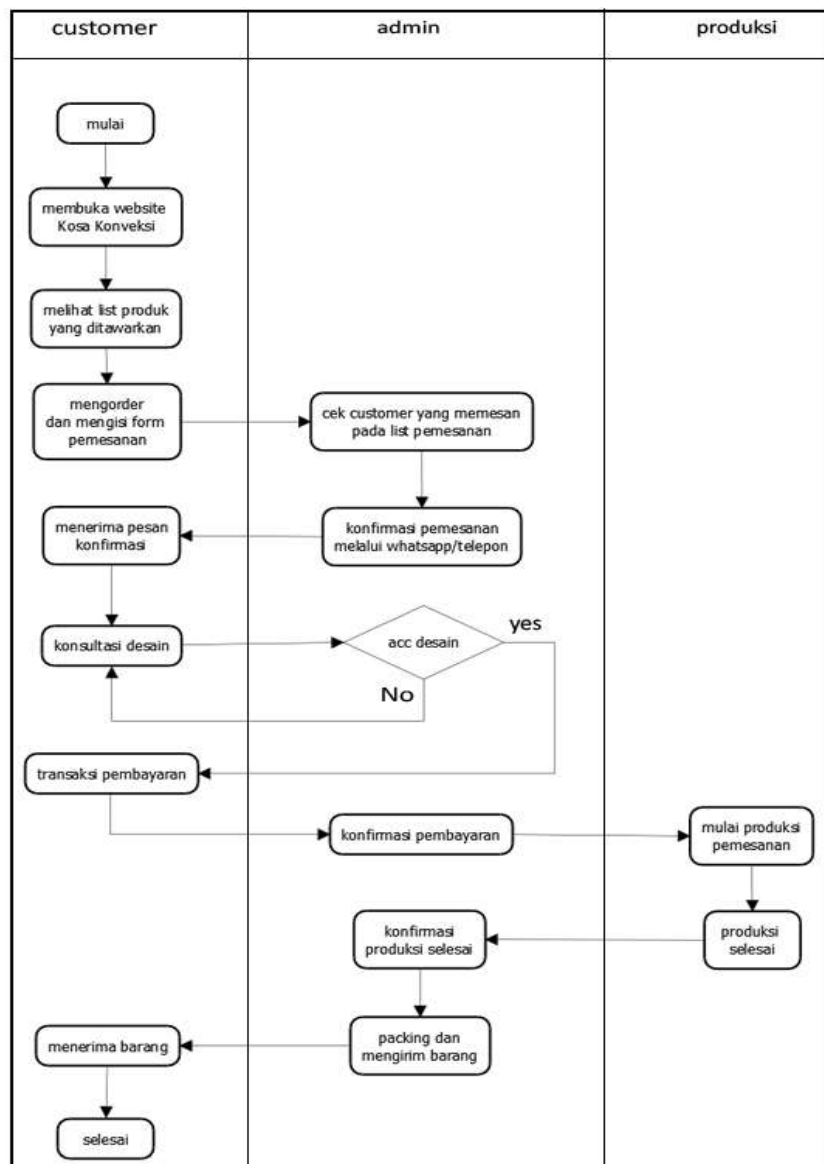 customer
admin
produksi
mulai
membuka website
Kosa Konveksi
melihat list produk
yang ditawarkan
mengorder
dan mengisi form
pemesanan
cek customer yang memesan
pada list pemesanan
menerima pesan
konfirmasi
konfirmasi pemesanan
melalui whatsapp/telepon
konsultasi desain
acc desain
yes
No
transaksi pembayaran
konfirmasi pembayaran
mulai produksi
pemesanan
konfirmasi
produksi selesai
produksi
selesai
menerima barang
packing dan
mengirim barang
selesai